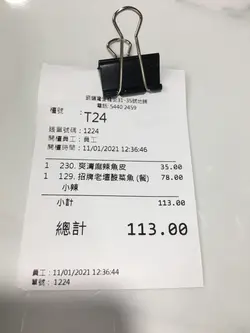 電話: 5440 2459
檯號 :
T24
賬單號碼 : 1224
開檯員工 : 員工
開檯時間 : 11/01/2021 12:36:46
1 230. 爽滑麻辣魚皮 35.00
1 129. 招牌老壇酸菜魚 (餐) 78.00
小辣
小計 113.00
總計 113.00
員工 : 11/01/2021 12:36:44
單號 : 1224